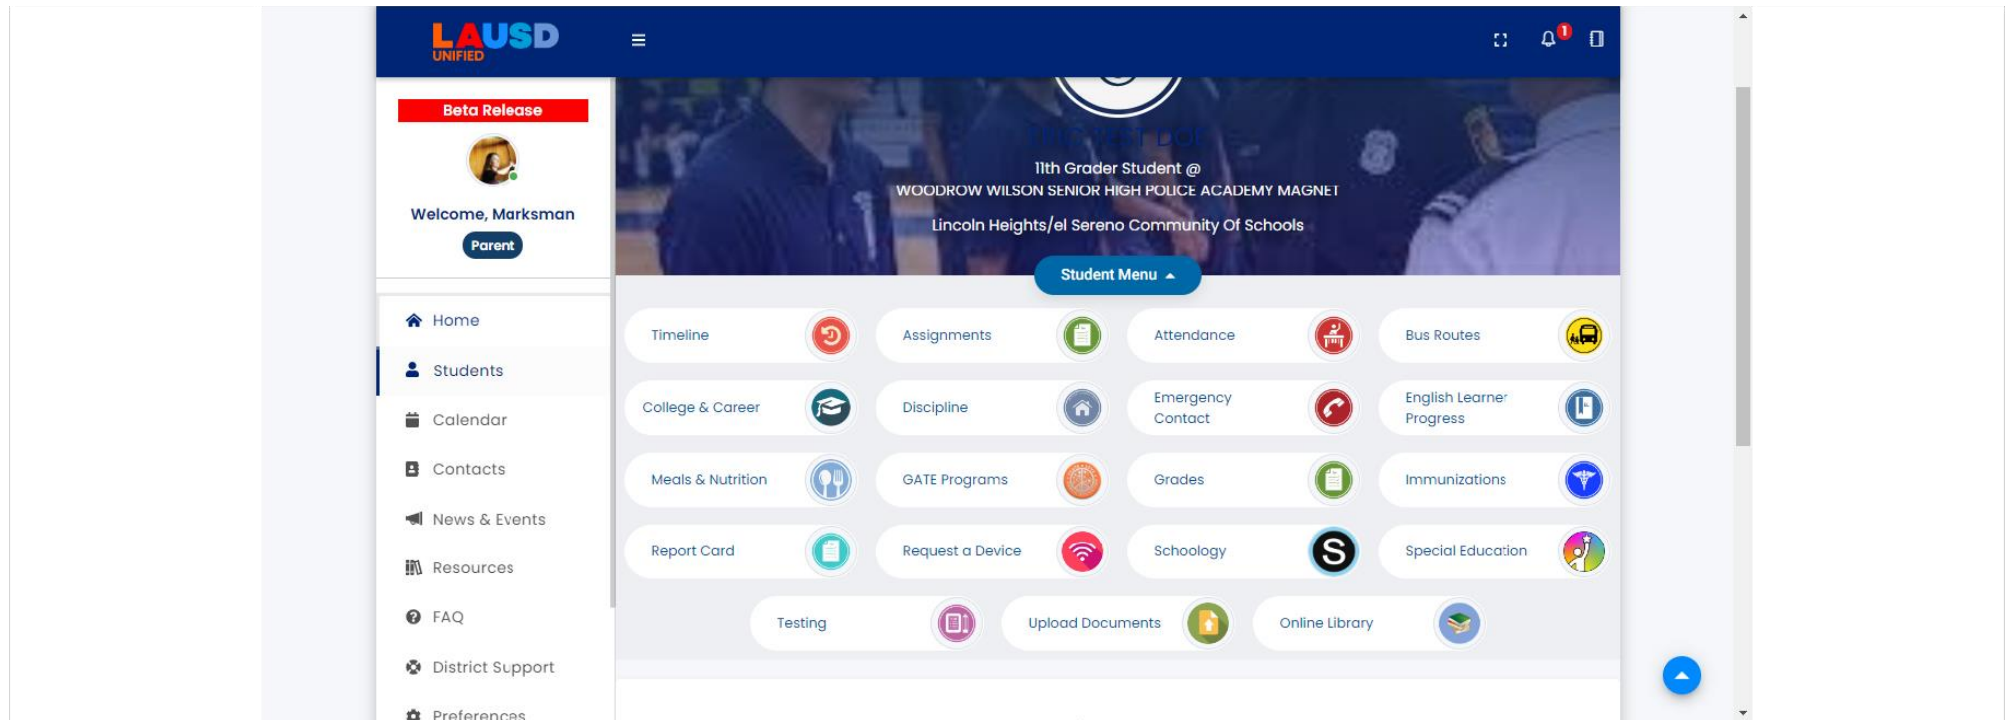 LAUSD
UNIFIED
1
Beta Release
Welcome, Marksman
Parent
Home
Students
Calendar
Contacts
News & Events
Resources
FAQ
District Support
Preferences
TEST DOE
11th Grader Student @
WOODROW WILSON SENIOR HIGH POLICE ACADEMY MAGNET
Lincoln Heights/el Sereno Community Of Schools
Student Menu
Timeline
Assignments
Attendance
Bus Routes
College & Career
Discipline
Emergency
Contact
English Learner
Progress
Meals & Nutrition
GATE Programs
Grades
Immunizations
Report Card
Request a Device
Schoology
S
Special Education
Testing
Upload Documents
Online Library